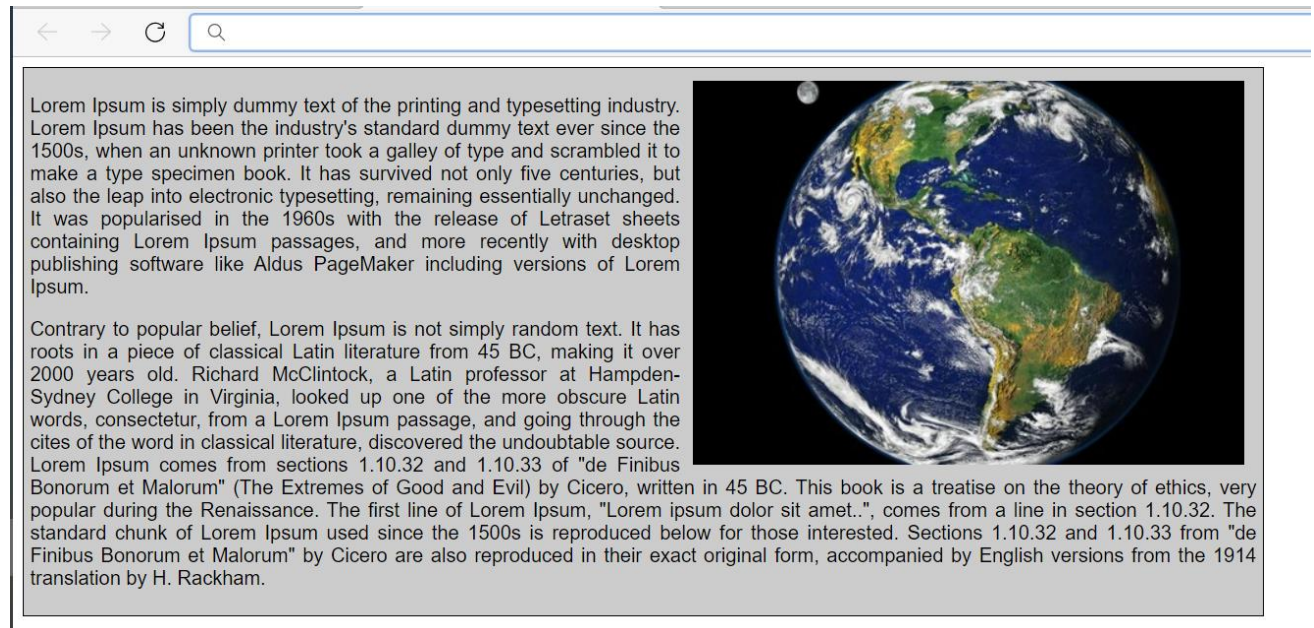 Lorem Ipsum is simply dummy text of the printing and typesetting industry.
Lorem Ipsum has been the industry's standard dummy text ever since the
1500s, when an unknown printer took a galley of type and scrambled it to
make a type specimen book. It has survived not only five centuries, but
also the leap into electronic typesetting, remaining essentially unchanged.
It was popularised in the 1960s with the release of Letraset sheets
containing Lorem Ipsum passages, and more recently with desktop
publishing software like Aldus PageMaker including versions of Lorem
Ipsum.
Contrary to popular belief, Lorem Ipsum is not simply random text. It has
roots in a piece of classical Latin literature from 45 BC, making it over
2000 years old. Richard McClintock, a Latin professor at Hampden-
Sydney College in Virginia, looked up one of the more obscure Latin
words, consectetur, from a Lorem Ipsum passage, and going through the
cites of the word in classical literature, discovered the undoubtable source.
Lorem Ipsum comes from sections 1.10.32 and 1.10.33 of "de Finibus
Bonorum et Malorum" (The Extremes of Good and Evil) by Cicero, written in 45 BC. This book is a treatise on the theory of ethics, very
popular during the Renaissance. The first line of Lorem Ipsum, "Lorem ipsum dolor sit amet..", comes from a line in section 1.10.32. The
standard chunk of Lorem Ipsum used since the 1500s is reproduced below for those interested. Sections 1.10.32 and 1.10.33 from "de
Finibus Bonorum et Malorum" by Cicero are also reproduced in their exact original form, accompanied by English versions from the 1914
translation by H. Rackham.